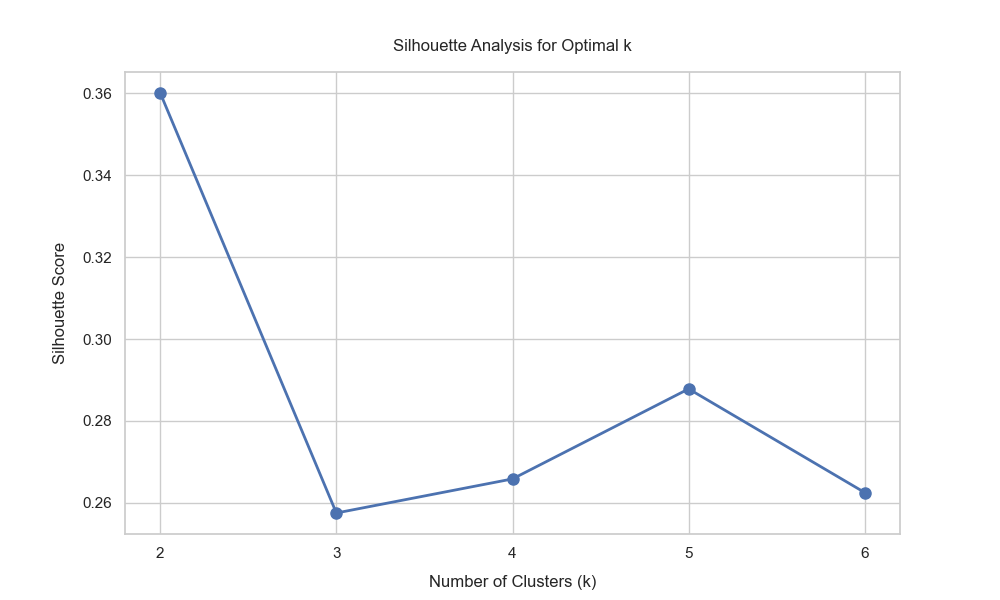 Silhouette Analysis for Optimal k
0.36
0.34
0.32
0.30
0.28
0.26
Silhouette Score
2 3 4 5 6
Number of Clusters (k)